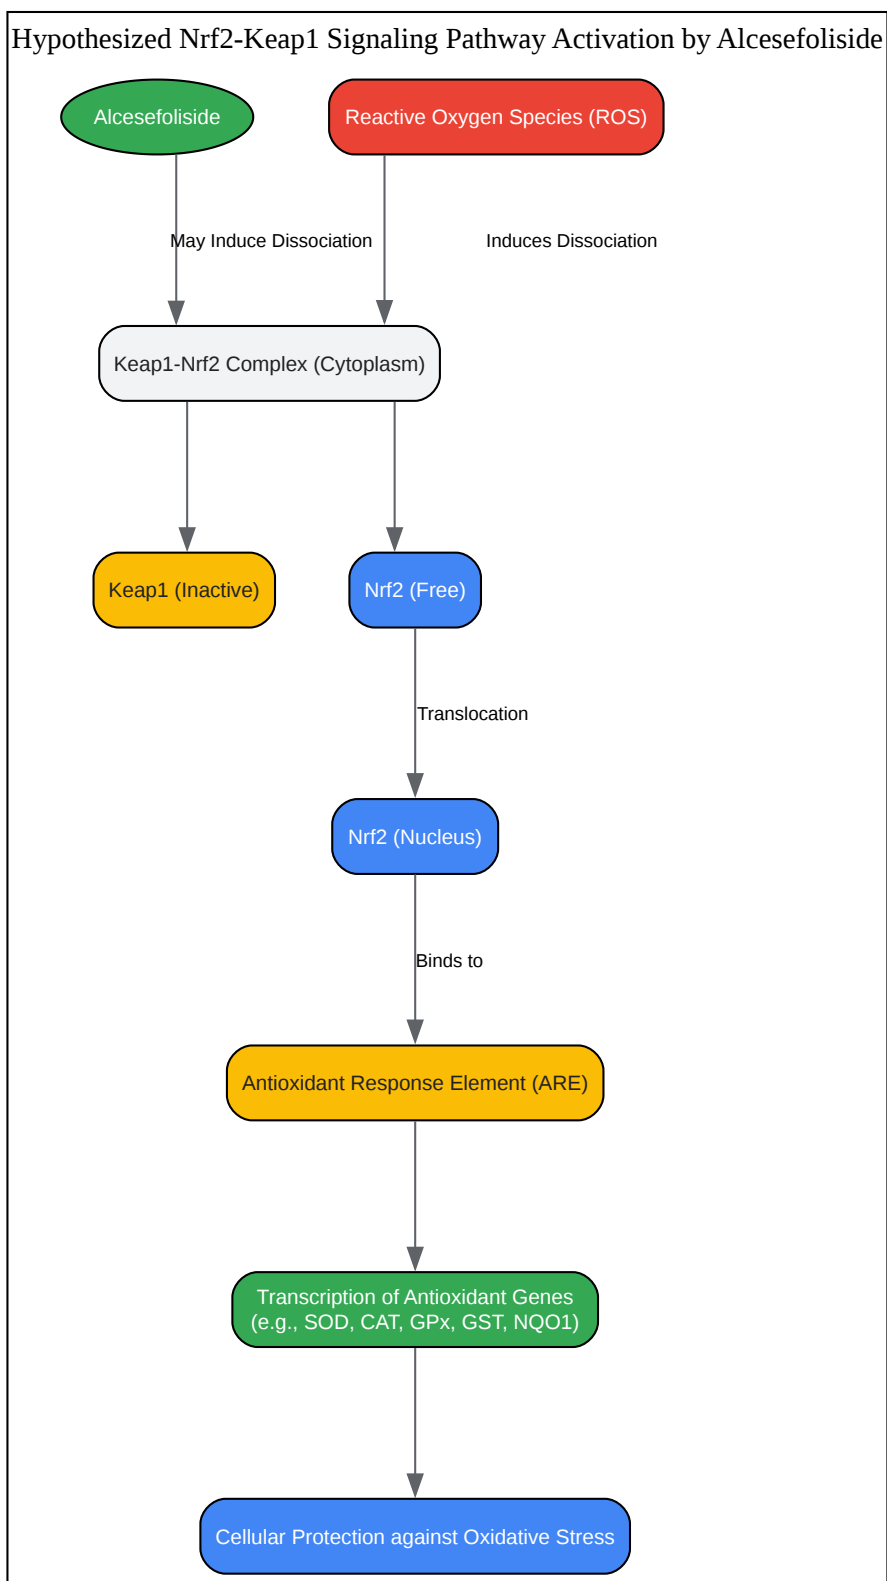 Hypothesized Nrf2-Keap1 Signaling Pathway Activation by Alcesefoliside
Alcesefoliside
Reactive Oxygen Species (ROS)
May Induce Dissociation
Induces Dissociation
Keap1-Nrf2 Complex (Cytoplasm)
Keap1 (Inactive)
Nrf2 (Free)
Translocation
Nrf2 (Nucleus)
Binds to
Antioxidant Response Element (ARE)
Transcription of Antioxidant Genes
(e.g., SOD, CAT, GPx, GST, NQO1)
Cellular Protection against Oxidative Stress